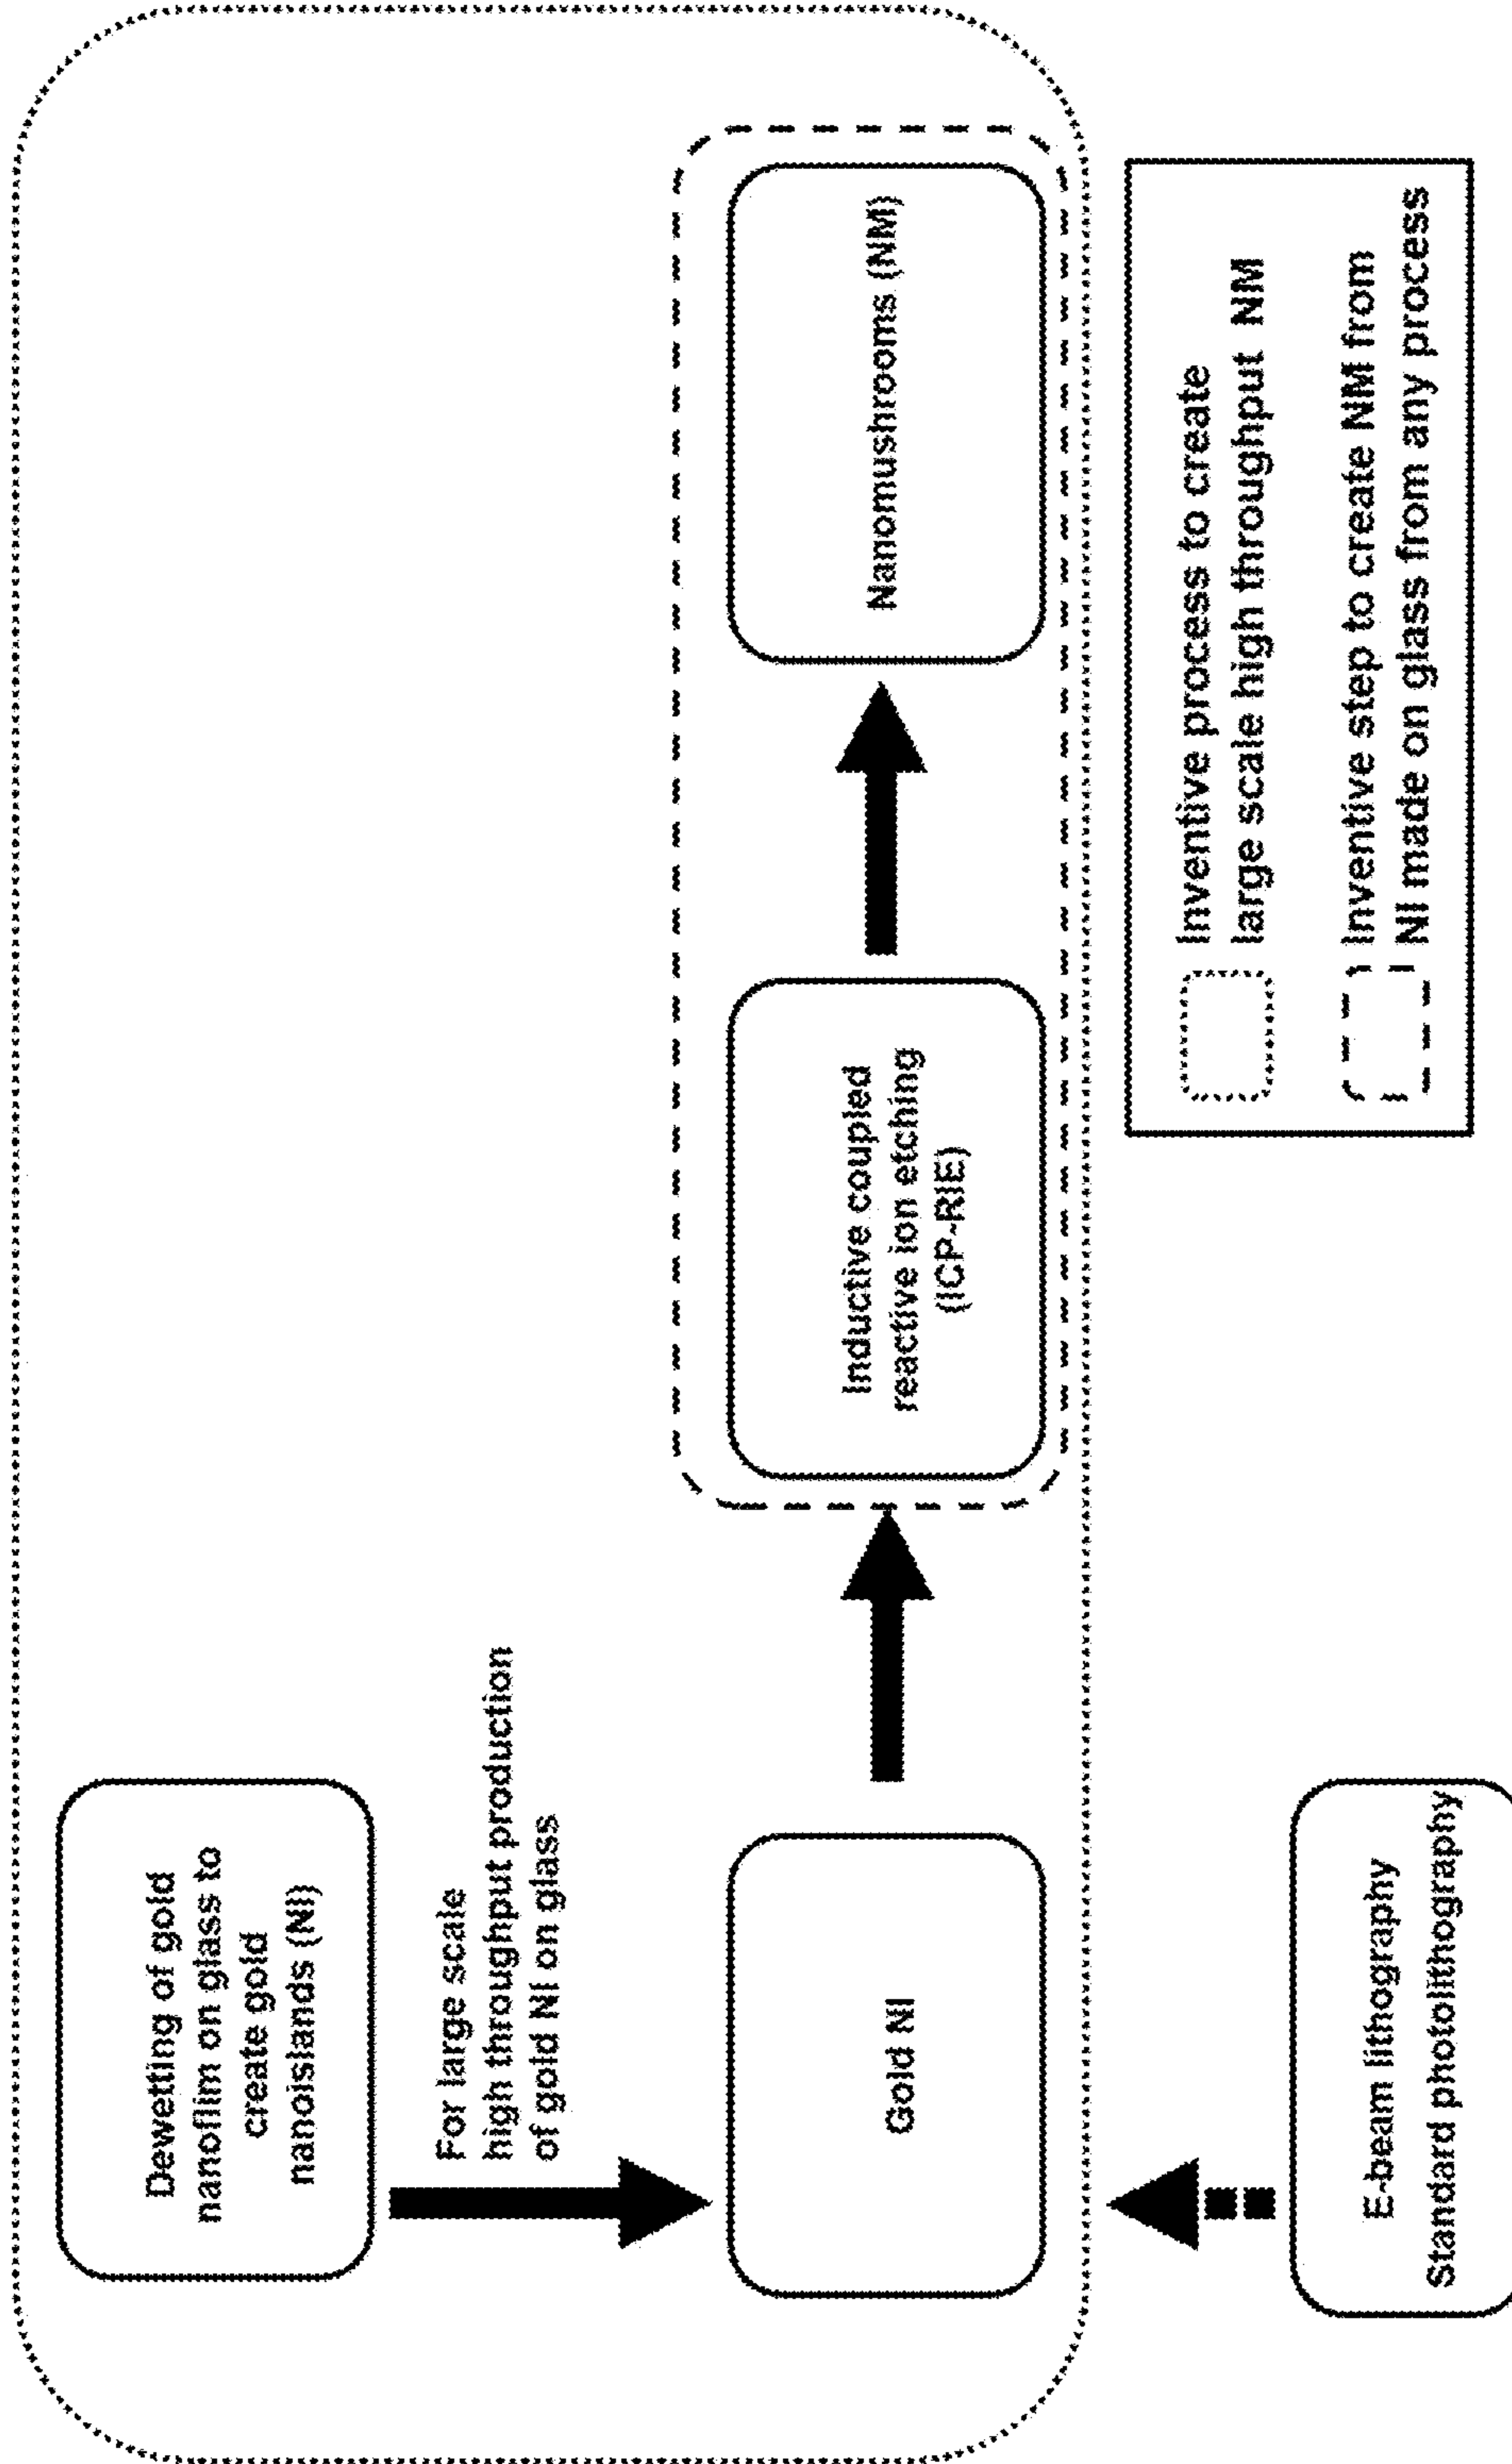 Dewetting of gold
nanofilm on glass to
create gold
nanoislands (NI)
For large scale
high throughput production
of gold NI on glass
Gold NI
Inductive coupled
reactive ion etching
(ICP-RIE)
Nanomushrooms (NM)
E-beam lithography
Standard photolithography
Inventive process to create
large scale high throughput NM
Inventive step to create NM from
NI made on glass from any process